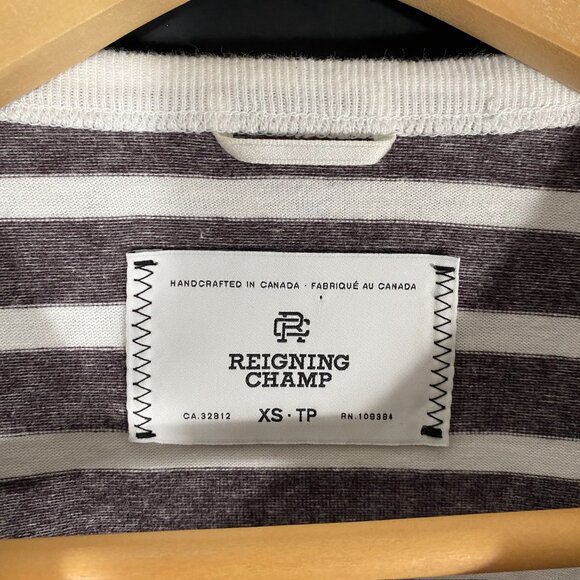 HANDCRAFTED IN CANADA · FABRIQUÉ AU CANADA
RC
REIGNING
CHAMP
CA.32812 XS · TP RN.109384